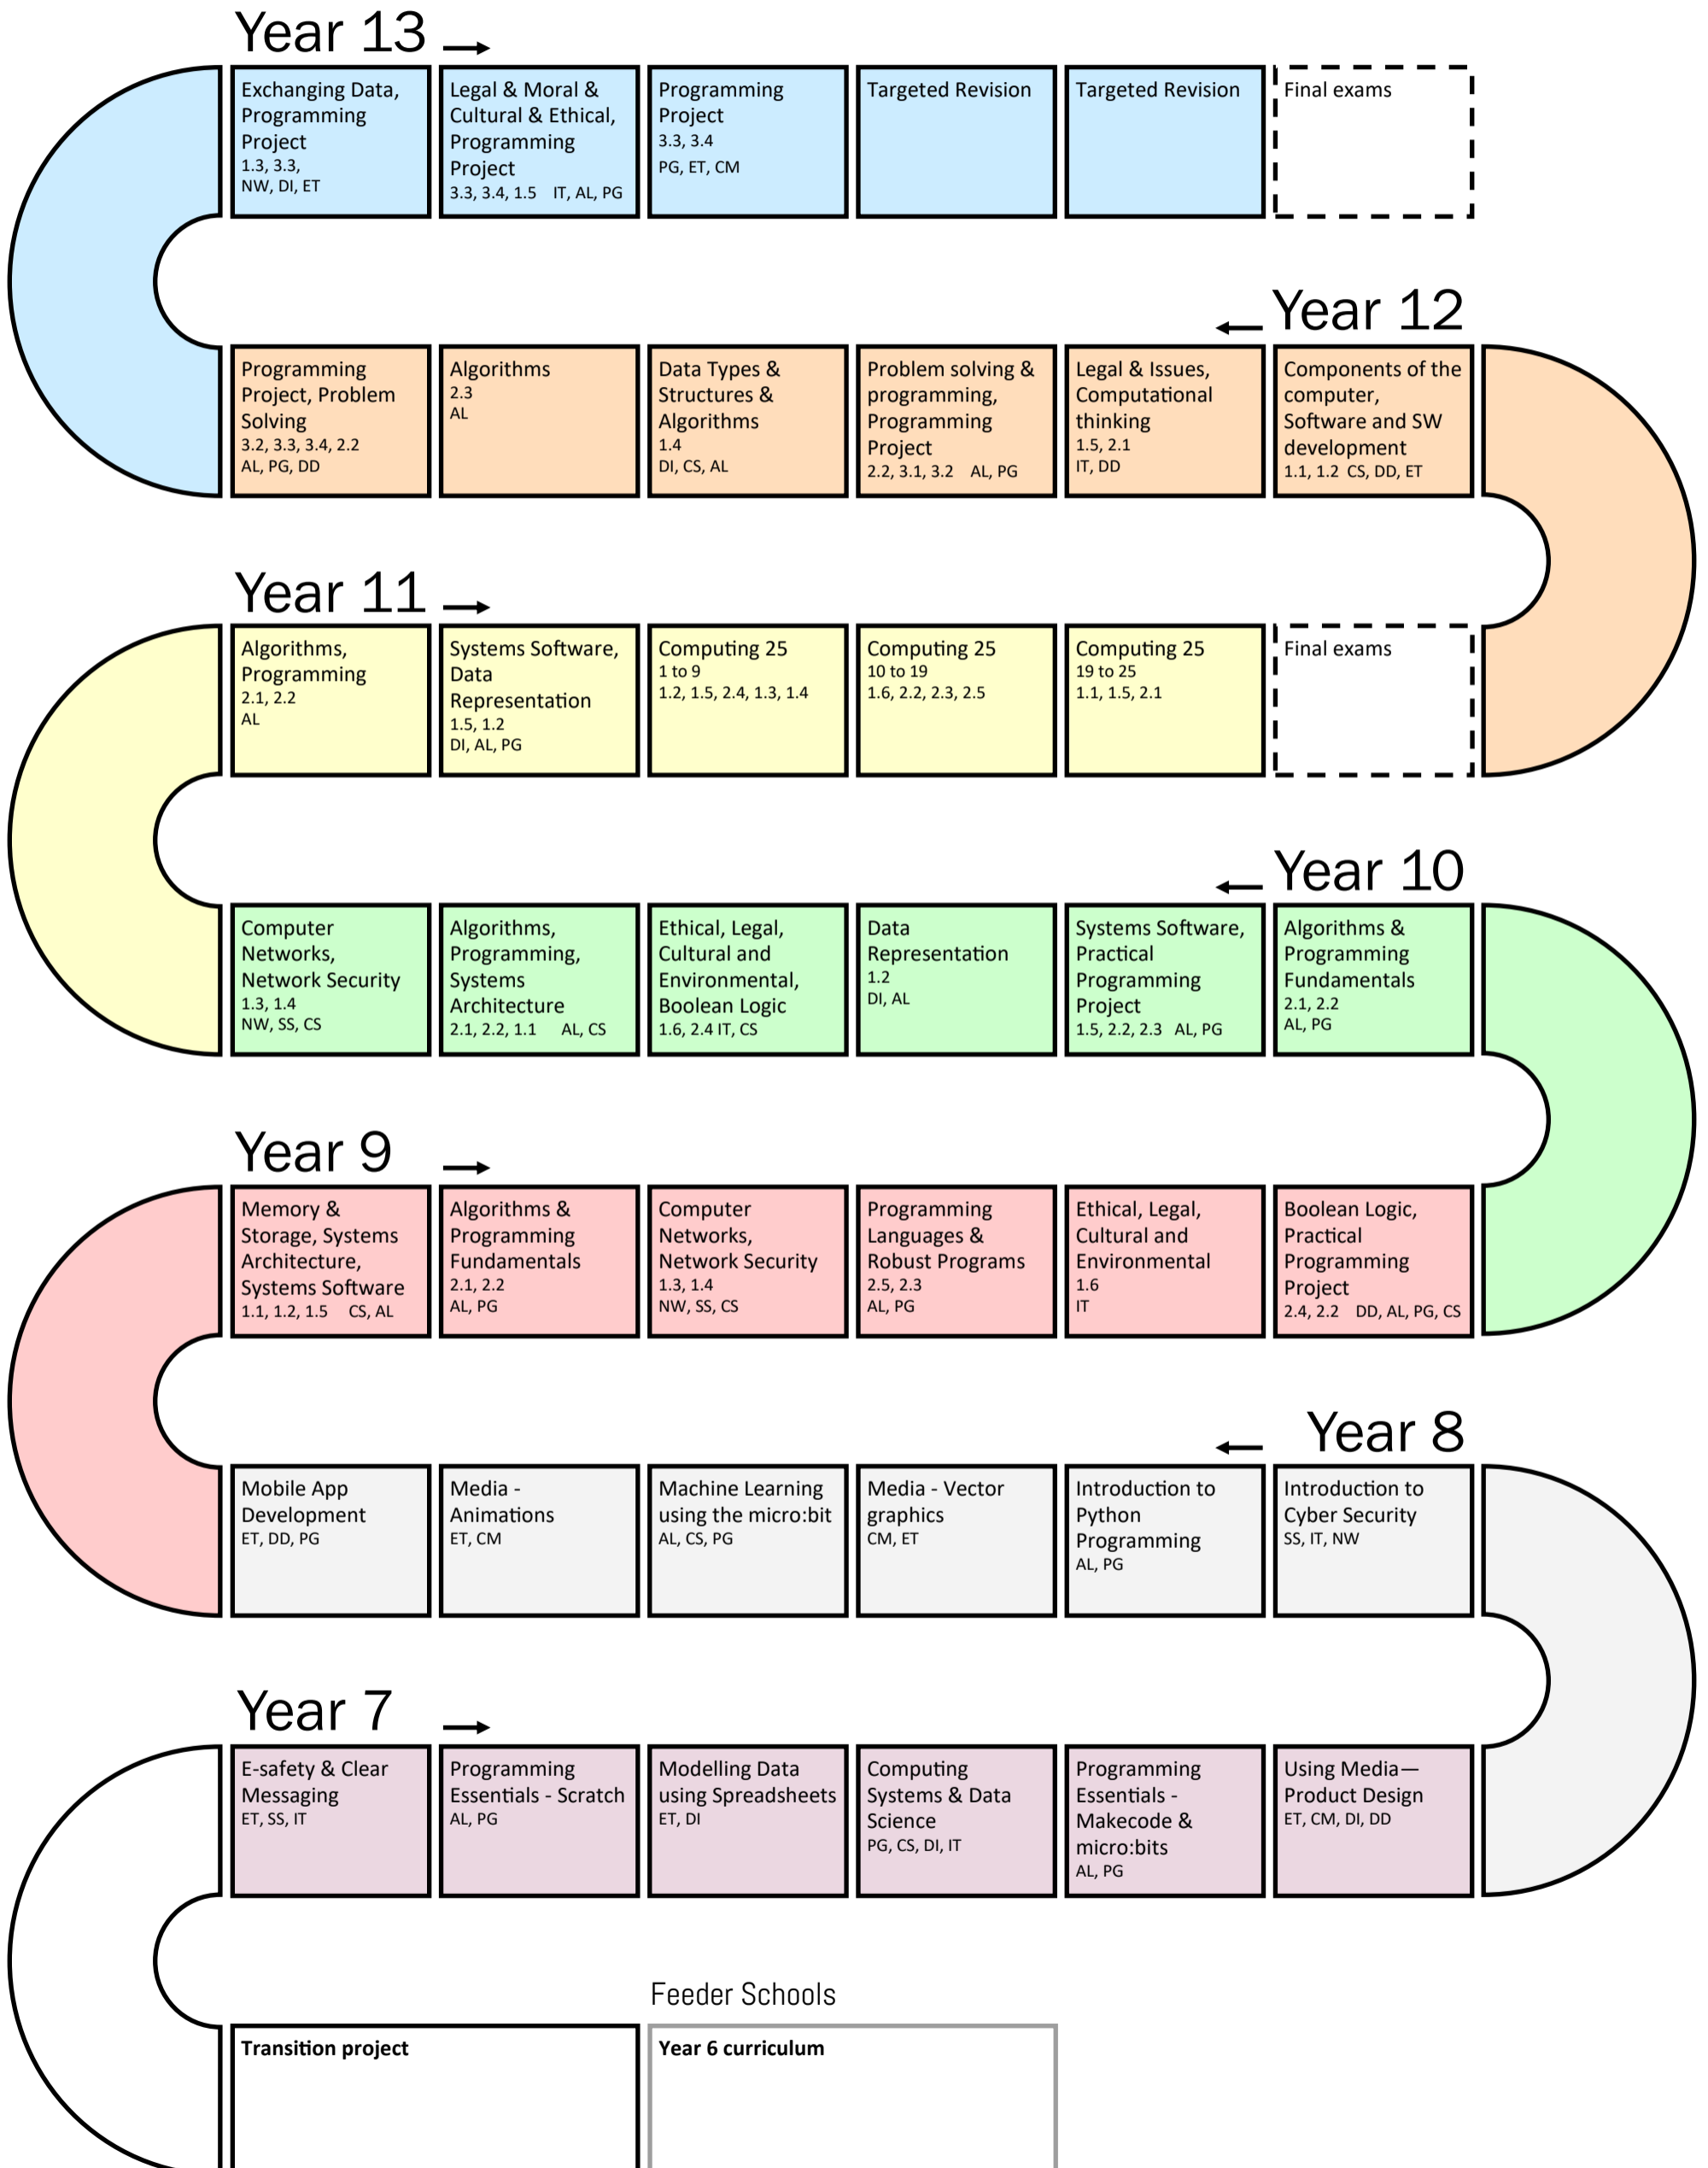 Year 13
Exchanging Data,
Programming
Project
1.3, 3.3,
NW, DI, ET
Legal & Moral &
Cultural & Ethical,
Programming
Project
3.3, 3.4, 1.5 IT, AL, PG
Programming
Project
3.3, 3.4
PG, ET, CM
Targeted Revision
Targeted Revision
Final exams
Year 12
Programming
Project, Problem
Solving
3.2, 3.3, 3.4, 2.2
AL, PG, DD
Algorithms
2.3
AL
Data Types &
Structures &
Algorithms
1.4
DI, CS, AL
Problem solving &
programming,
Programming
Project
2.2, 3.1, 3.2 AL, PG
Legal & Issues,
Computational
thinking
1.5, 2.1
IT, DD
Components of the
computer,
Software and SW
development
1.1, 1.2 CS, DD, ET
Year 11
Algorithms,
Programming
2.1, 2.2
AL
Systems Software,
Data
Representation
1.5, 1.2
DI, AL, PG
Computing 25
1 to 9
1.2, 1.5, 2.4, 1.3, 1.4
Computing 25
10 to 19
1.6, 2.2, 2.3, 2.5
Computing 25
19 to 25
1.1, 1.5, 2.1
Final exams
Year 10
Computer
Networks,
Network Security
1.3, 1.4
NW, SS, CS
Algorithms,
Programming,
Systems
Architecture
2.1, 2.2, 1.1 AL, CS
Ethical, Legal,
Cultural and
Environmental,
Boolean Logic
1.6, 2.4 IT, CS
Data
Representation
1.2
DI, AL
Systems Software,
Practical
Programming
Project
1.5, 2.2, 2.3 AL, PG
Algorithms &
Programming
Fundamentals
2.1, 2.2
AL, PG
Year 9
Memory &
Storage, Systems
Architecture,
Systems Software
1.1, 1.2, 1.5 CS, AL
Algorithms &
Programming
Fundamentals
2.1, 2.2
AL, PG
Computer
Networks,
Network Security
1.3, 1.4
NW, SS, CS
Programming
Languages &
Robust Programs
2.5, 2.3
AL, PG
Ethical, Legal,
Cultural and
Environmental
1.6
IT
Boolean Logic,
Practical
Programming
Project
2.4, 2.2 DD, AL, PG, CS
Year 8
Mobile App
Development
ET, DD, PG
Media -
Animations
ET, CM
Machine Learning
using the micro:bit
AL, CS, PG
Media - Vector
graphics
CM, ET
Introduction to
Python
Programming
AL, PG
Introduction to
Cyber Security
SS, IT, NW
Year 7
E-safety & Clear
Messaging
ET, SS, IT
Programming
Essentials - Scratch
AL, PG
Modelling Data
using Spreadsheets
ET, DI
Computing
Systems & Data
Science
PG, CS, DI, IT
Programming
Essentials -
Makecode &
micro:bits
AL, PG
Using Media—
Product Design
ET, CM, DI, DD
Feeder Schools
Transition project
Year 6 curriculum